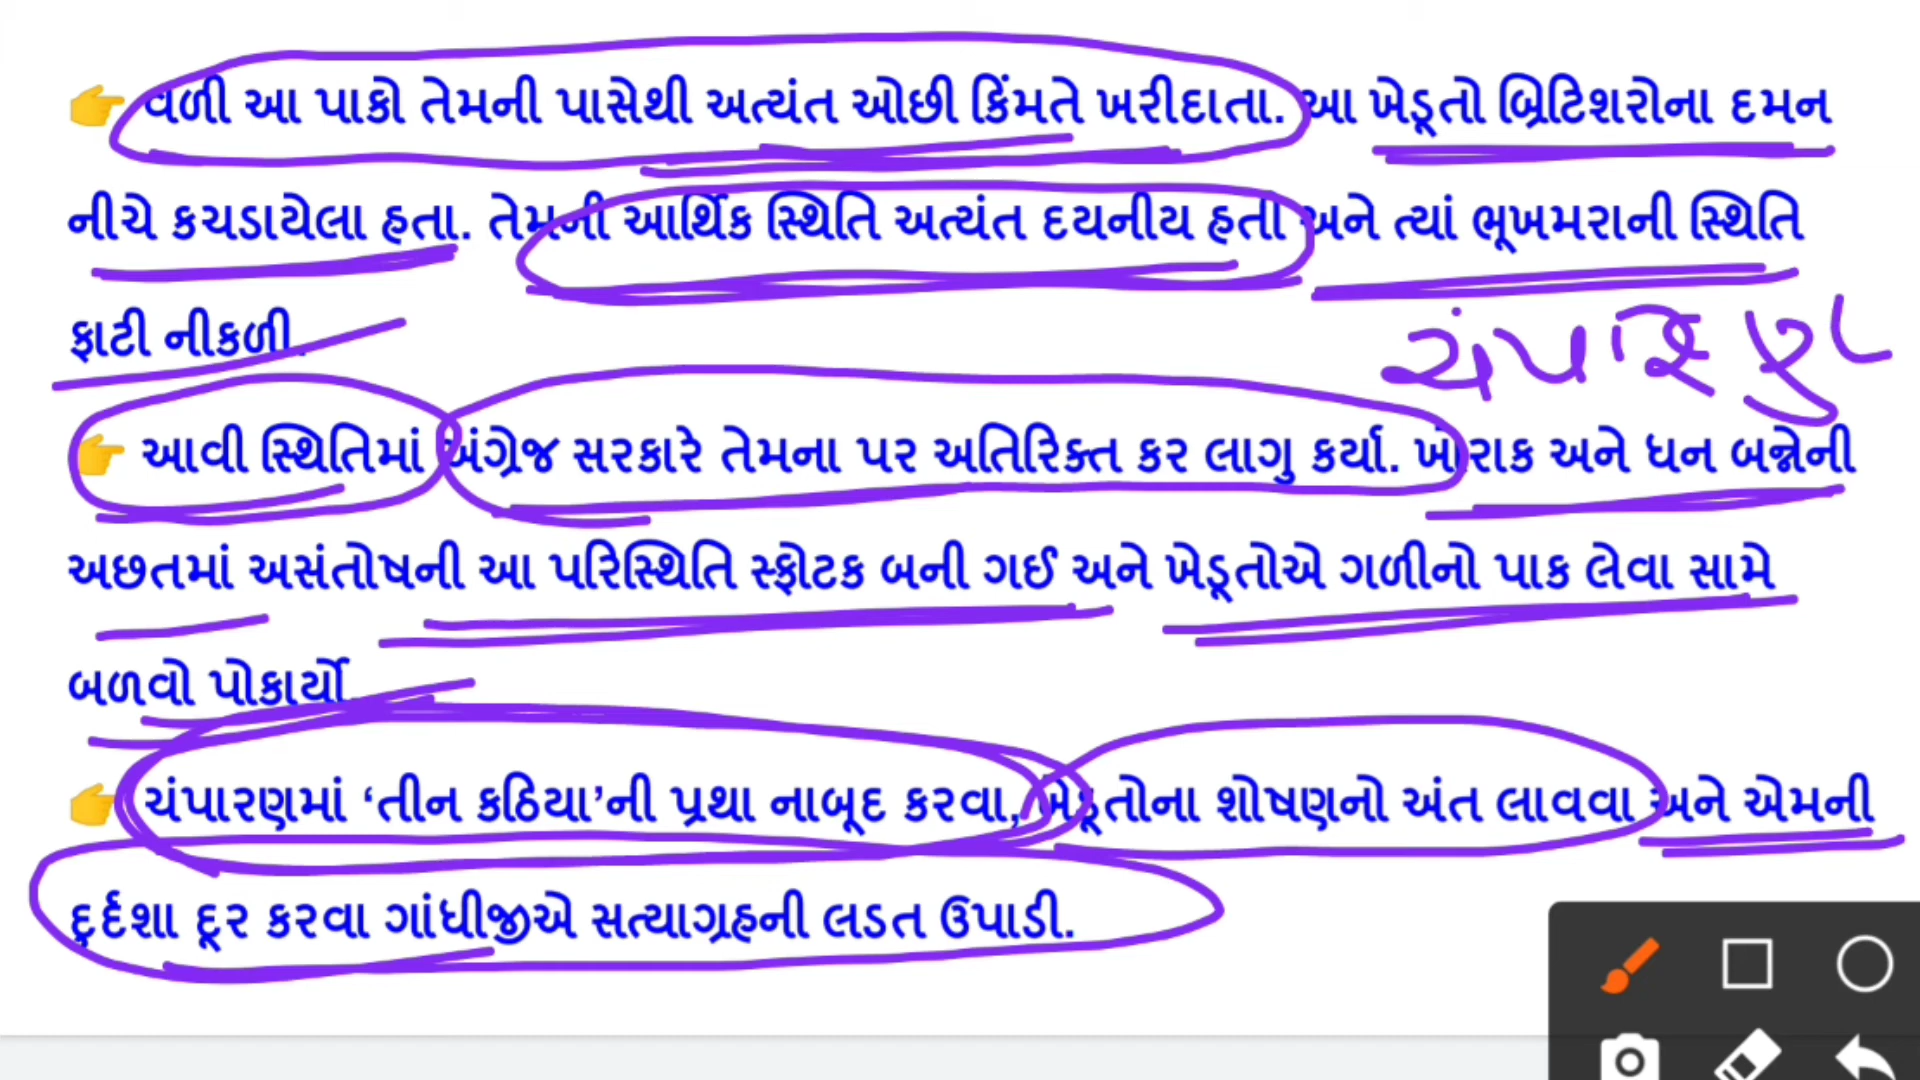 👉 વળી આ પાકો તેમની પાસેથી અત્યંત ઓછી કિંમતે ખરીદાતા. આ ખેડૂતો બ્રિટિશરોના દમન
નીચે કચડાયેલા હતા. તેમની આર્થિક સ્થિતિ અત્યંત દયનીય હતી અને ત્યાં ભૂખમરાની સ્થિતિ
ફાટી નીકળી.
👉 આવી સ્થિતિમાં અંગ્રેજ સરકારે તેમના પર અતિરિક્ત કર લાગુ કર્યા. ખોરાક અને ધન બન્નેની
અછતમાં અસંતોષની આ પરિસ્થિતિ સ્ફોટક બની ગઈ અને ખેડૂતોએ ગળીનો પાક લેવા સામે
બળવો પોકાર્યો.
👉 ચંપારણમાં ‘તીન કઠિયા’ની પ્રથા નાબૂદ કરવા, ખેડૂતોના શોષણનો અંત લાવવા અને એમની
દુર્દશા દૂર કરવા ગાંધીજીએ સત્યાગ્રહની લડત ઉપાડી.